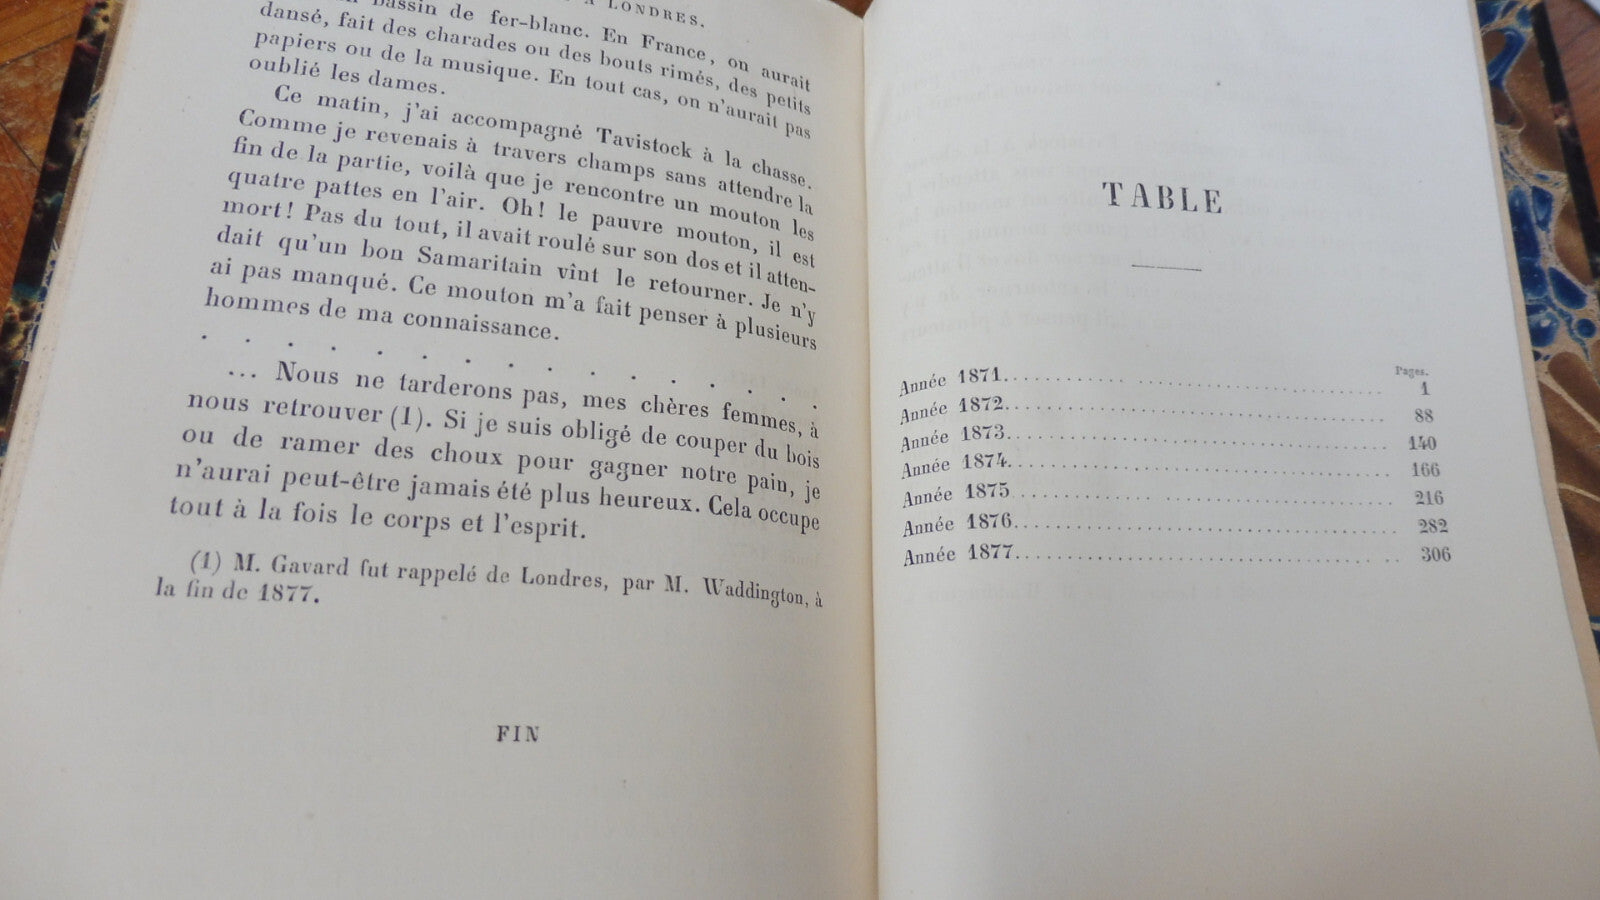 A LONDRES.
bassin de fer-blanc. En France, on aurait
dansé, fait des charades ou des bouts rimés, des petits
papiers ou de la musique. En tout cas, on n'aurait pas
oublié les dames.
Ce matin, j'ai accompagné Tavistock à la chasse.
Comme je revenais à travers champs sans attendre la
fin de la partie, voilà que je rencontre un mouton les
quatre pattes en l'air. Oh! le pauvre mouton, il est
mort! Pas du tout, il avait roulé sur son dos et il atten-
dait qu'un bon Samaritain vînt le retourner. Je n'y
ai pas manqué. Ce mouton m'a fait penser à plusieurs
hommes de ma connaissance.
. . . . . . . . . . . . . . .
... Nous ne tarderons pas, mes chères femmes, à
nous retrouver (1). Si je suis obligé de couper du bois
ou de ramer des choux pour gagner notre pain, je
n'aurai peut-être jamais été plus heureux. Cela occupe
tout à la fois le corps et l'esprit.
(1) M. Gavard fut rappelé de Londres, par M. Waddington, à
la fin de 1877.
FIN
TABLE
Pages.
Année 1871. 1
Année 1872. 88
Année 1873. 140
Année 1874. 166
Année 1875 216
Année 1876. 282
Année 1877. 306